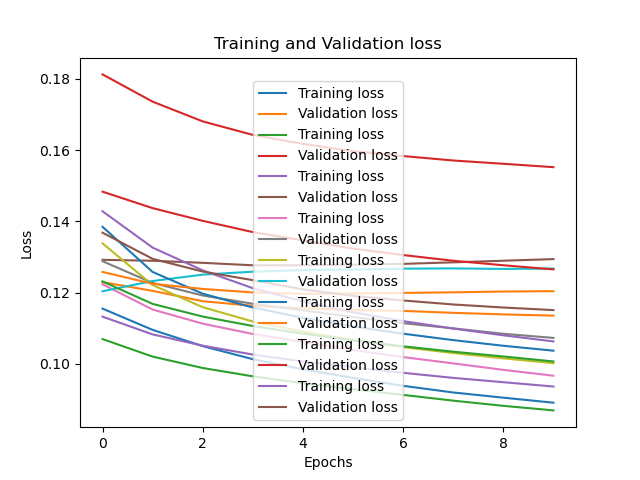 Training and Validation loss
Loss
0.18
0.16
0.14
0.12
0.10
Training loss
Validation loss
Training loss
Validation loss
Training loss
Validation loss
Training loss
Validation loss
Training loss
Validation loss
Training loss
Validation loss
Training loss
Validation loss
Training loss
Validation loss
0 2 4 6 8
Epochs